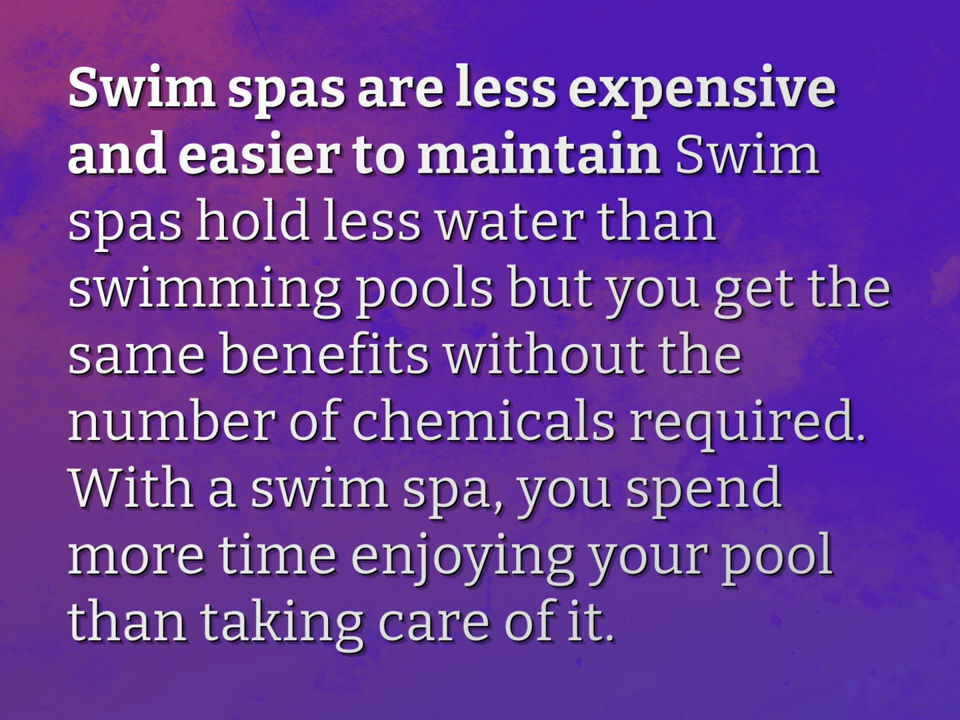 Swim spas are less expensive
and easier to maintain Swim
spas hold less water than
swimming pools but you get the
same benefits without the
number of chemicals required.
With a swim spa, you spend
more time enjoying your pool
than taking care of it.